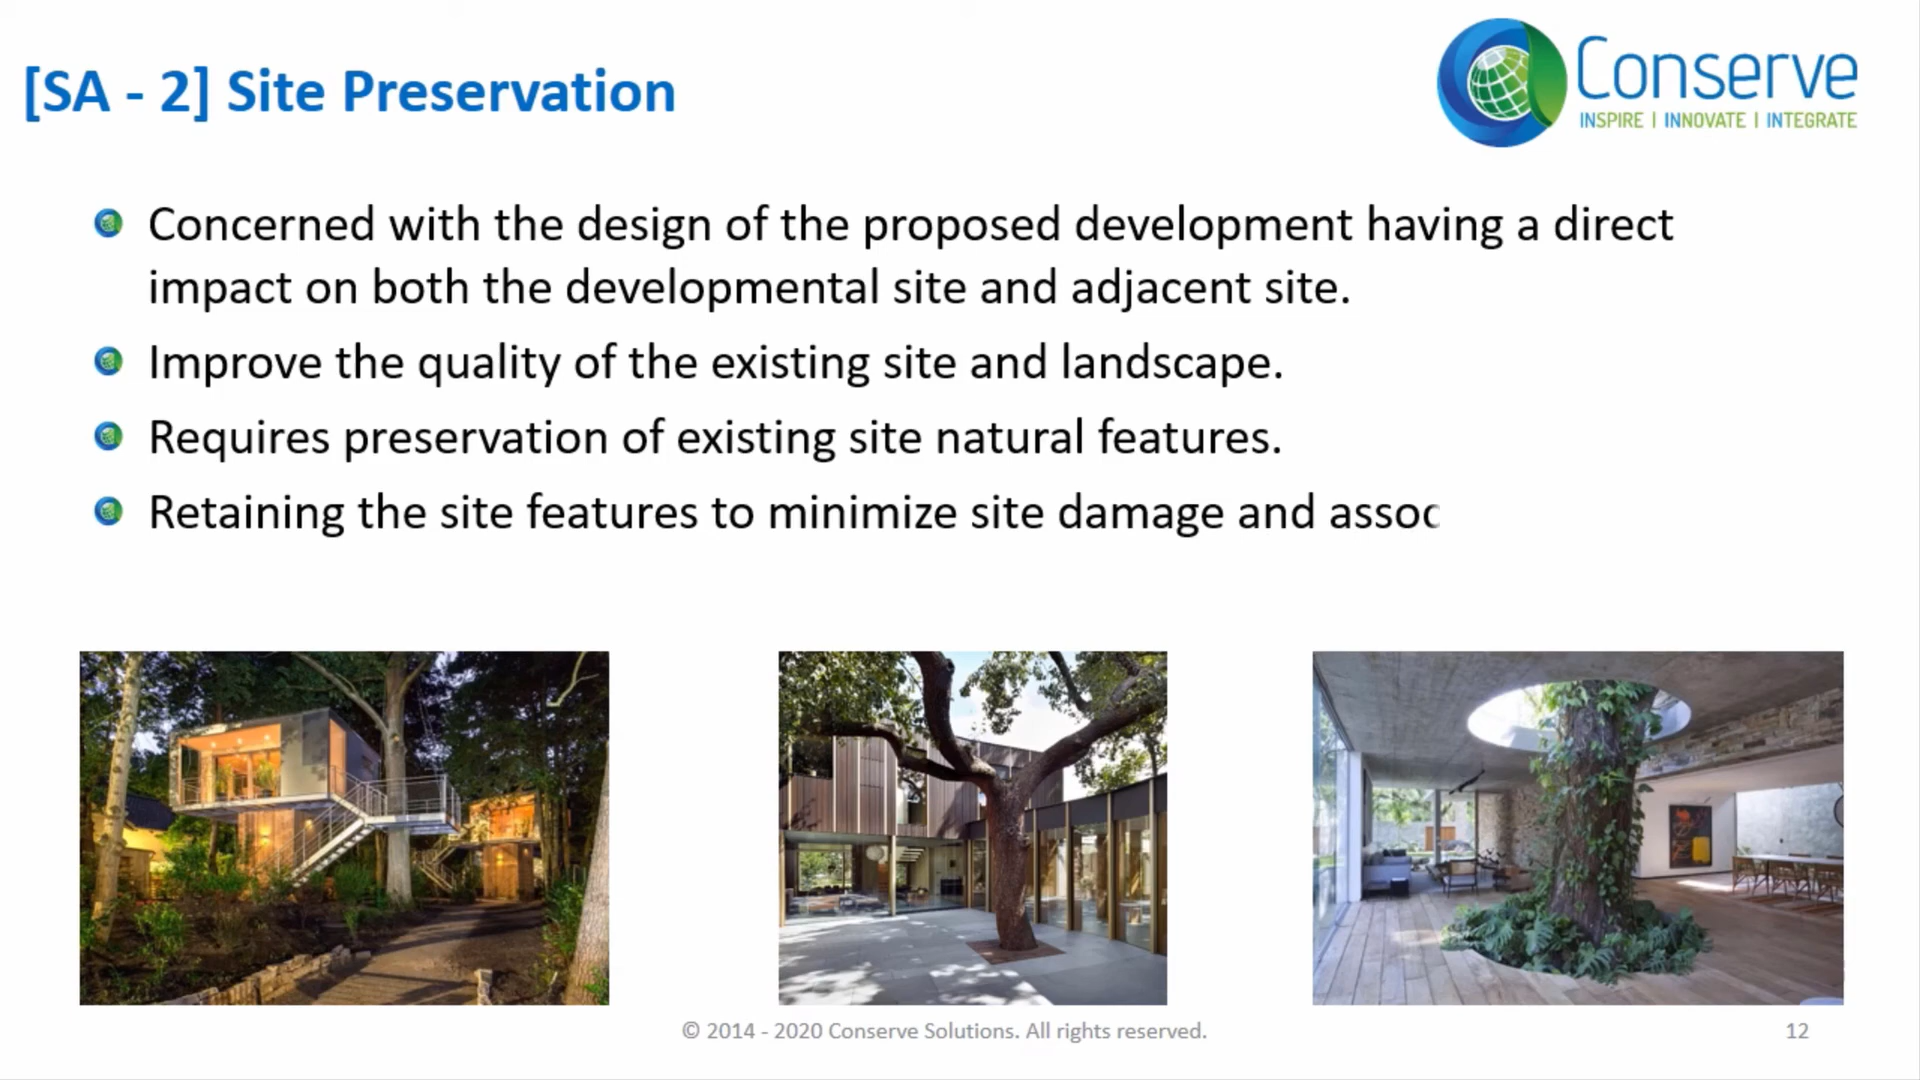 [SA - 2] Site Preservation
Conserve
INSPIRE | INNOVATE | INTEGRATE
Concerned with the design of the proposed development having a direct
impact on both the developmental site and adjacent site.
Improve the quality of the existing site and landscape.
Requires preservation of existing site natural features.
Retaining the site features to minimize site damage and assoc
© 2014 - 2020 Conserve Solutions. All rights reserved.
12